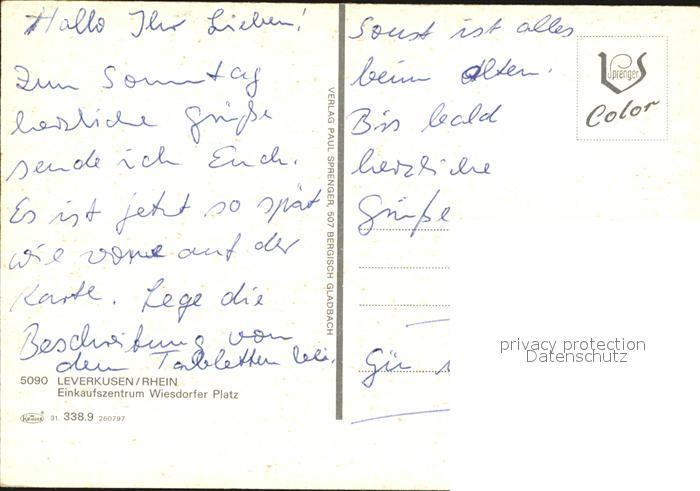 Hallo Ihr Lieben!
Zum Sonntag
herzliche Grüße
sende ich Euch.
Es ist jetzt so spät
wie vorne auf der
Karte. Lege die
Beschreibung von
den Tabletten bei.
Sonst ist alles
beim alten.
Bis bald
herzliche
Grüße
VERLAG PAUL SPRENGER, 507 BERGISCH GLADBACH
Sprenger
Color
privacy protection
Datenschutz
5090 LEVERKUSEN/RHEIN
Einkaufszentrum Wiesdorfer Platz
Krüger 31 338.9 260797